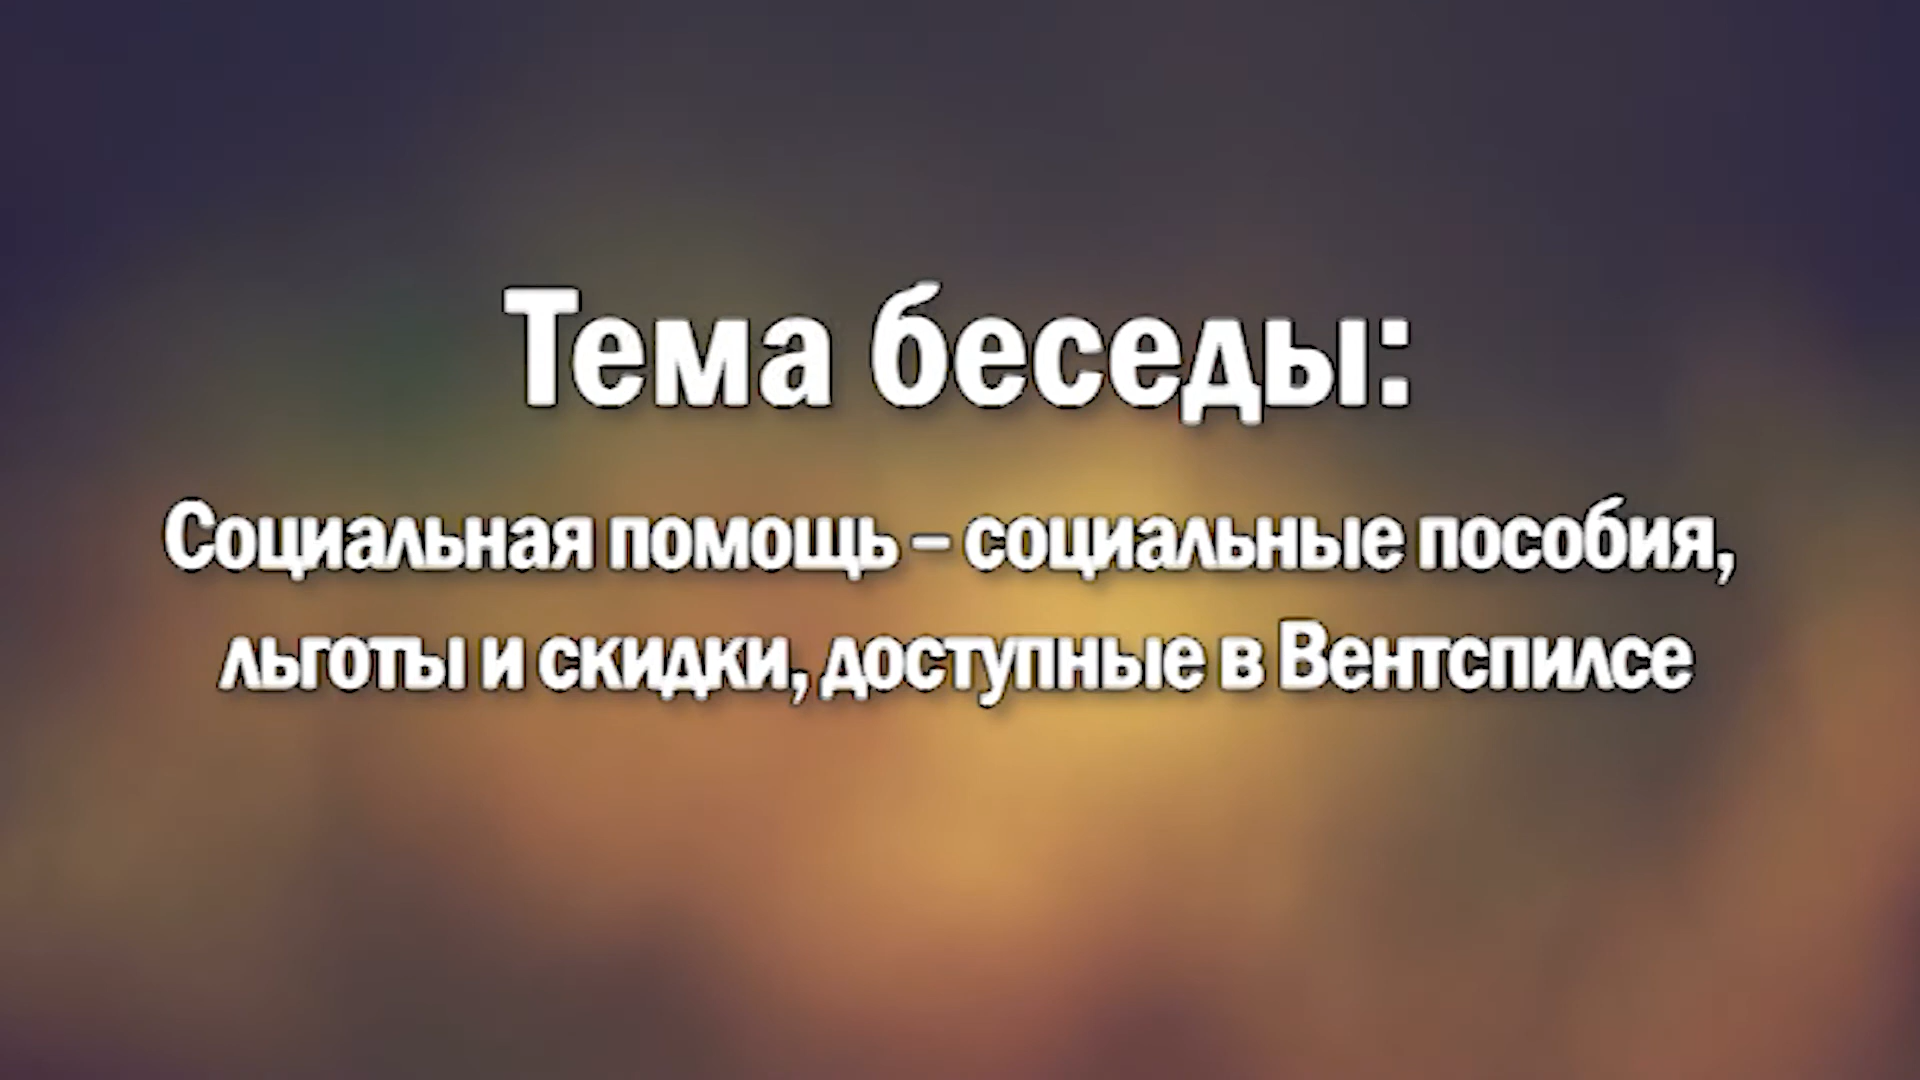 Тема беседы:
Социальная помощь – социальные пособия,
льготы и скидки, доступные в Вентспилсе